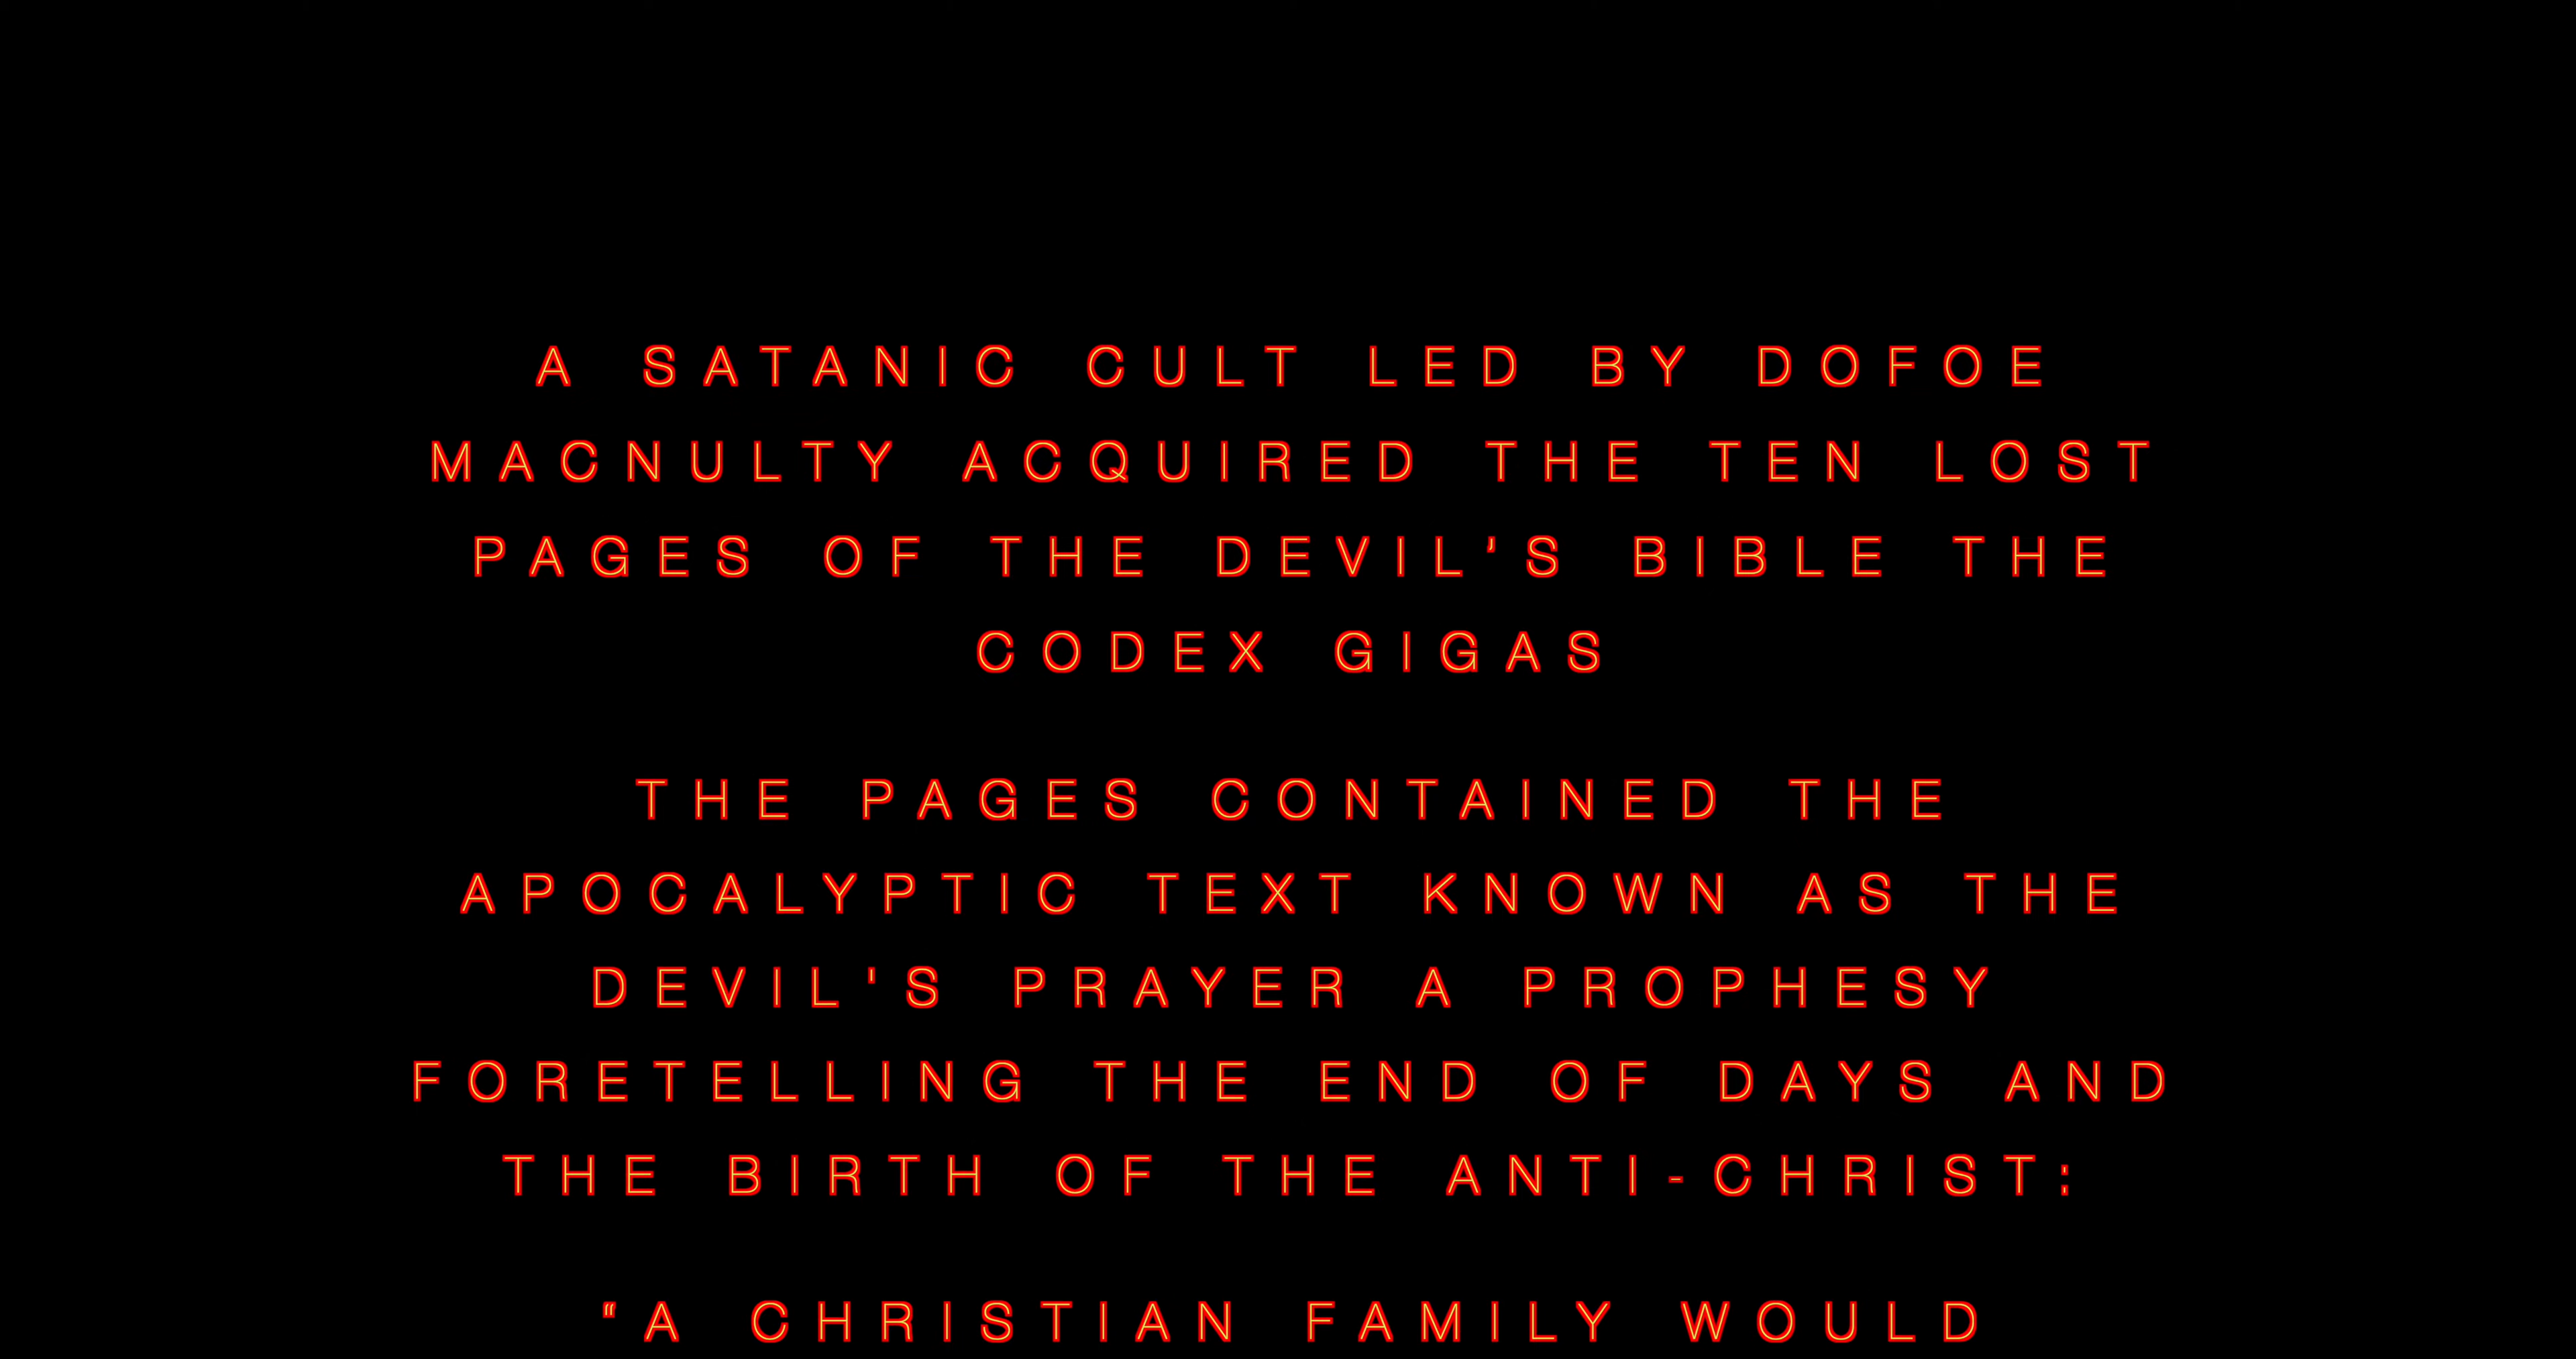 A SATANIC CULT LED BY DOFOE
MACNULTY ACQUIRED THE TEN LOST
PAGES OF THE DEVIL’S BIBLE THE
CODEX GIGAS
THE PAGES CONTAINED THE
APOCALYPTIC TEXT KNOWN AS THE
DEVIL'S PRAYER A PROPHESY
FORETELLING THE END OF DAYS AND
THE BIRTH OF THE ANTI-CHRIST:
“A CHRISTIAN FAMILY WOULD